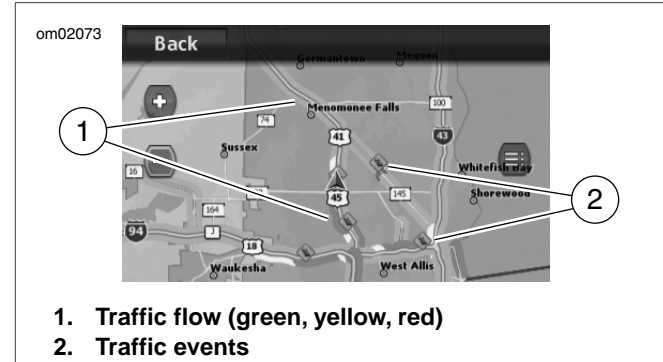 om02073
Back
Germantown
Mequon
Menomonee Falls
100
74
41
43
1
Sussex
Whitefish Bay
16
Shorewood
45
145
2
164
94
J
18
Waukesha
West Allis
1. Traffic flow (green, yellow, red)
2. Traffic events